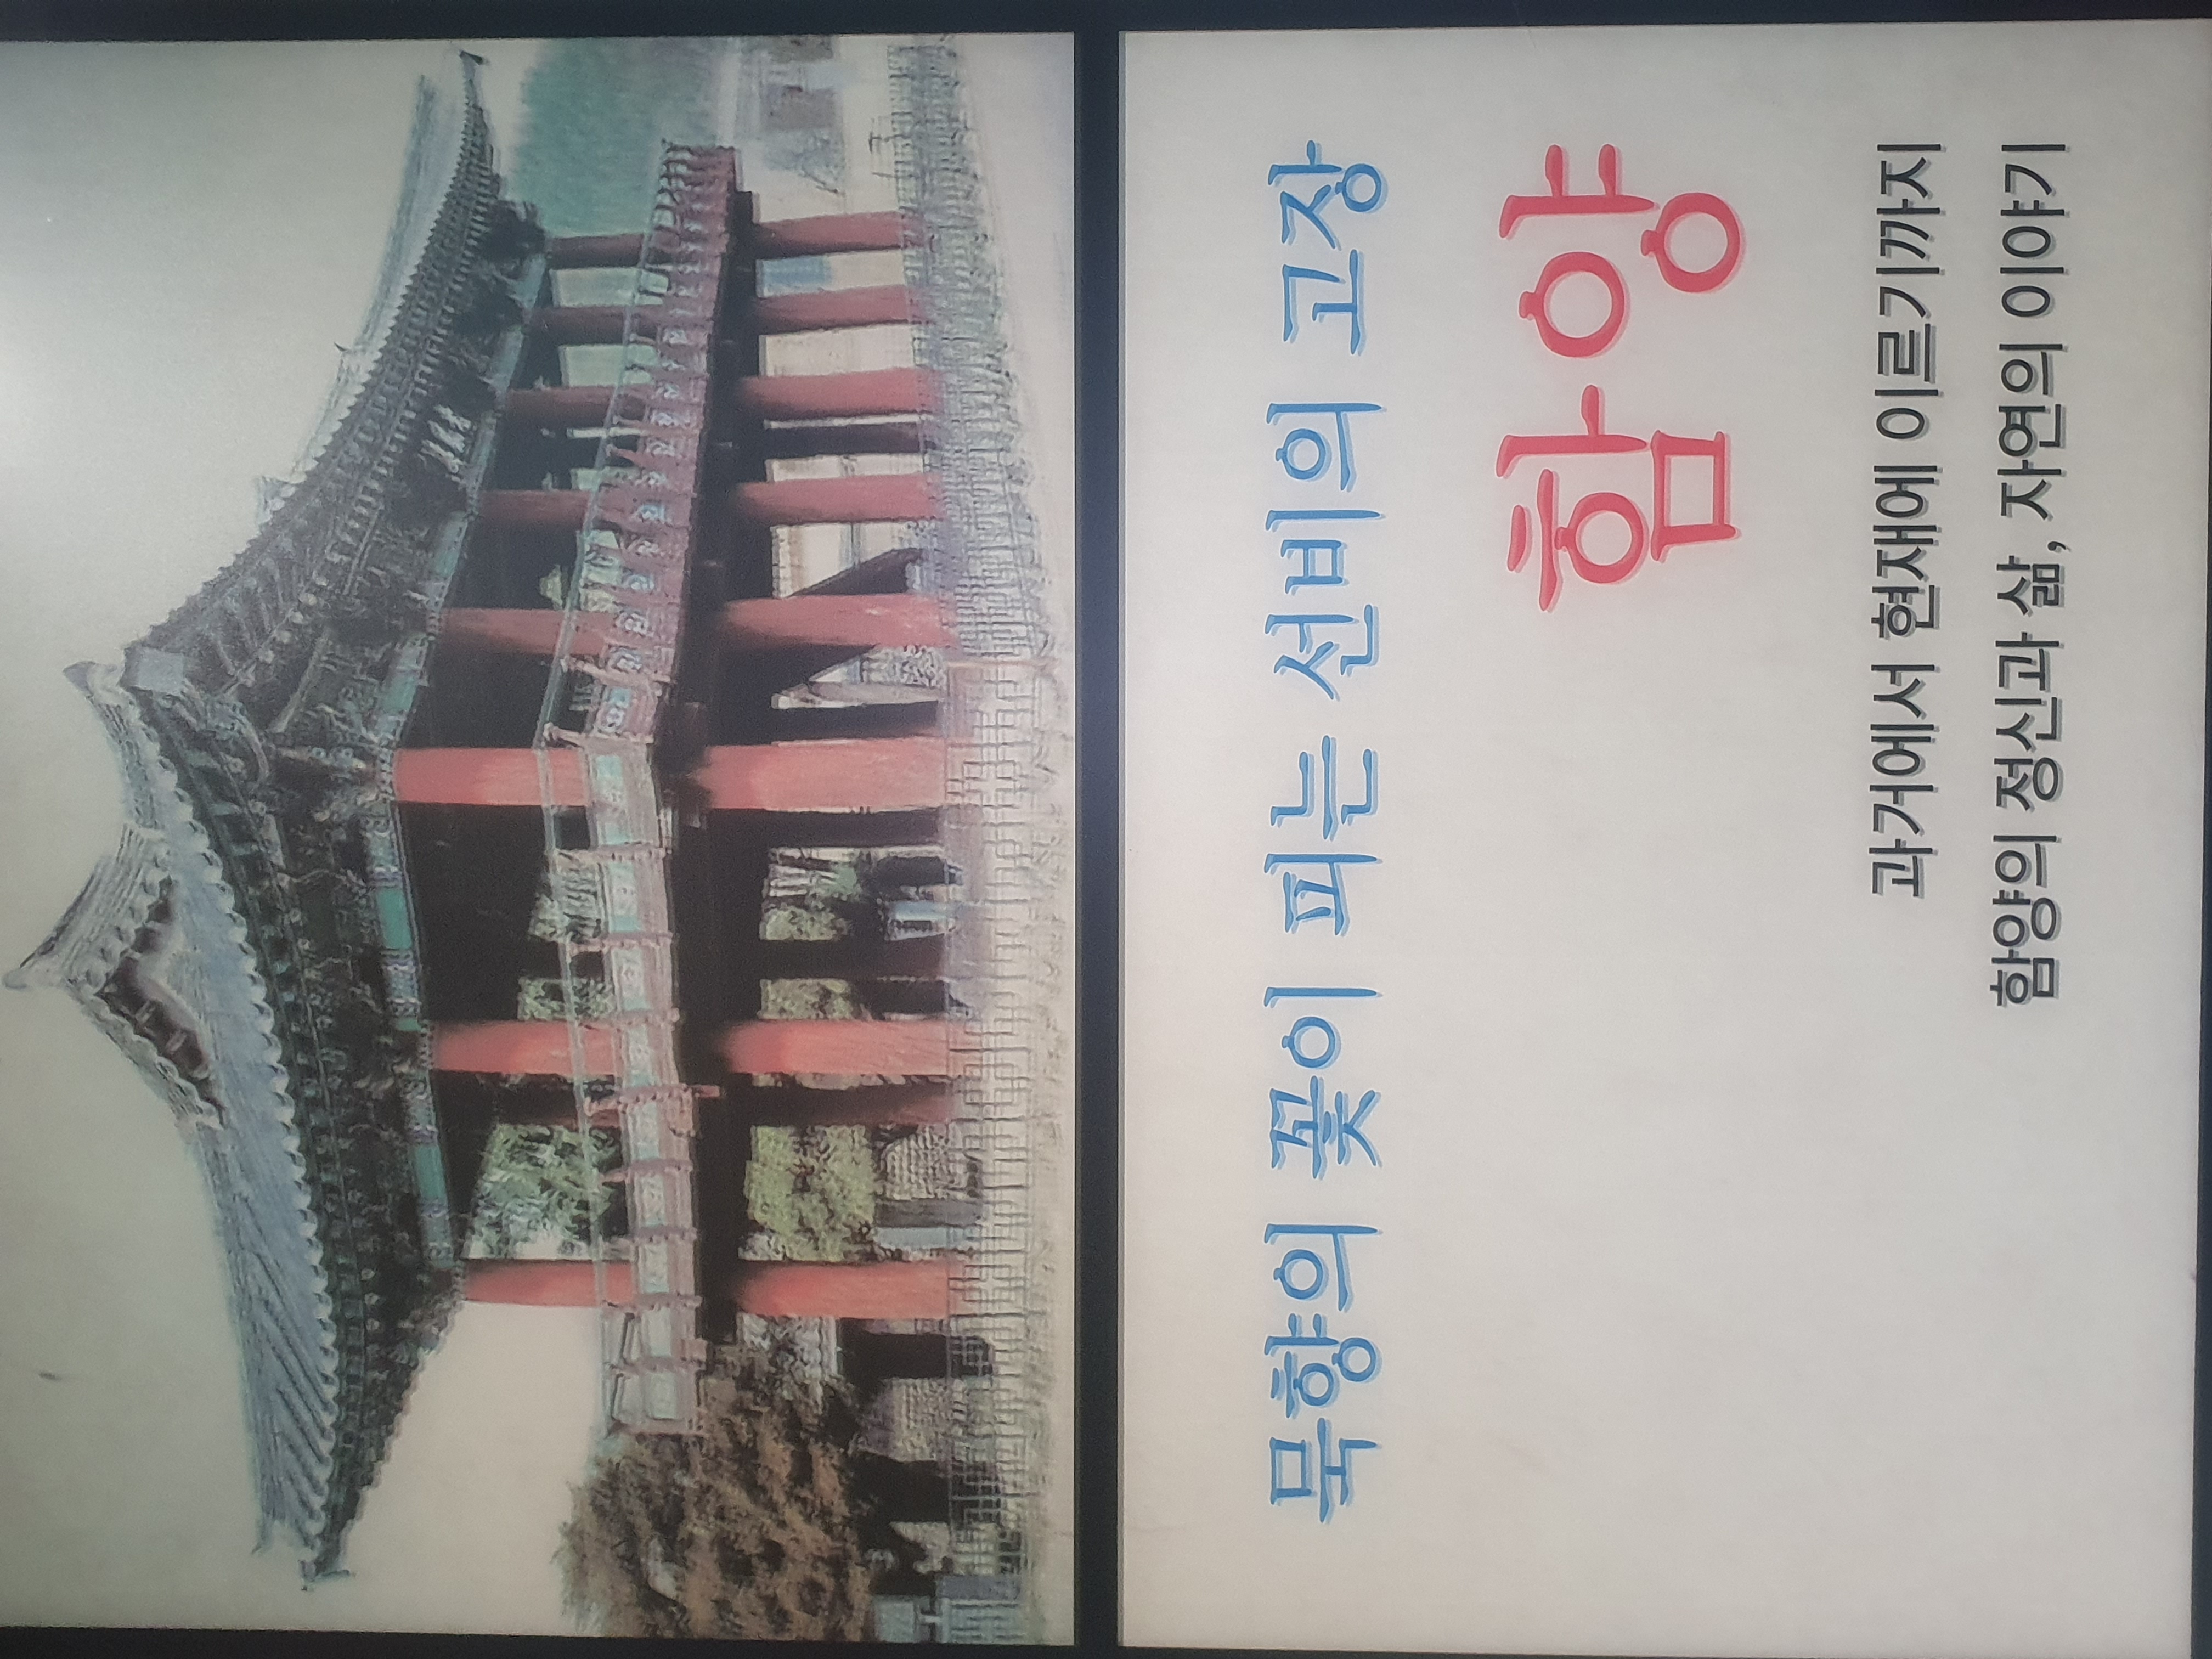 묵향의 꽃이 피는 선비의 고장
함양
과거에서 현재에 이르기까지
함양의 정신과 삶, 자연의 이야기